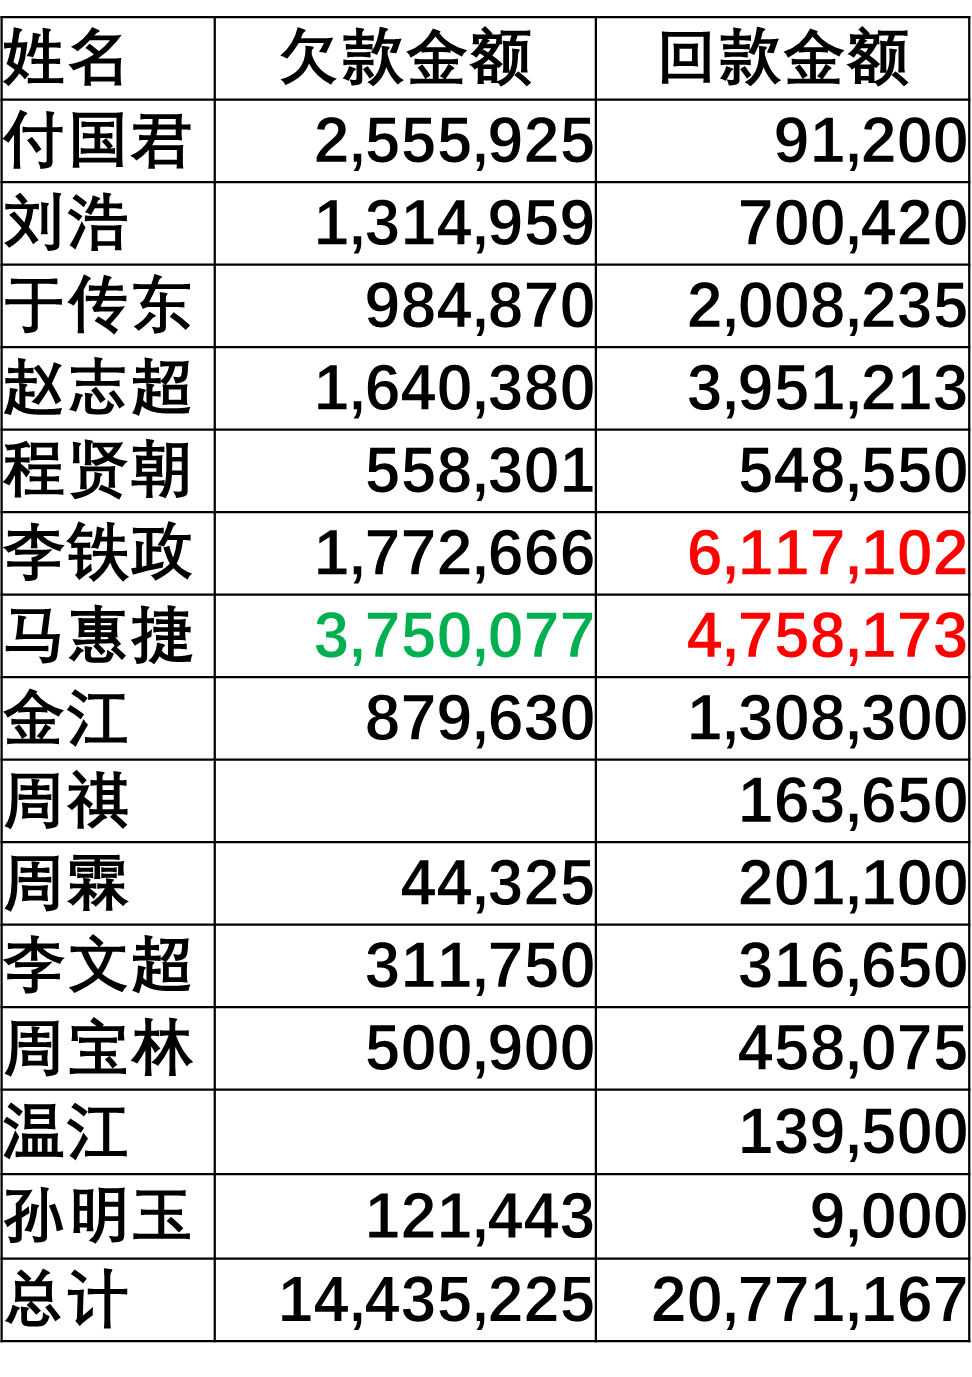 姓名 欠款金额 回款金额
付国君 2,555,925 91,200
刘浩 1,314,959 700,420
于传东 984,870 2,008,235
赵志超 1,640,380 3,951,213
程贤朝 558,301 548,550
李铁政 1,772,666 6,117,102
马惠捷 3,750,077 4,758,173
金江 879,630 1,308,300
周祺 163,650
周霖 44,325 201,100
李文超 311,750 316,650
周宝林 500,900 458,075
温江 139,500
孙明玉 121,443 9,000
总计 14,435,225 20,771,167